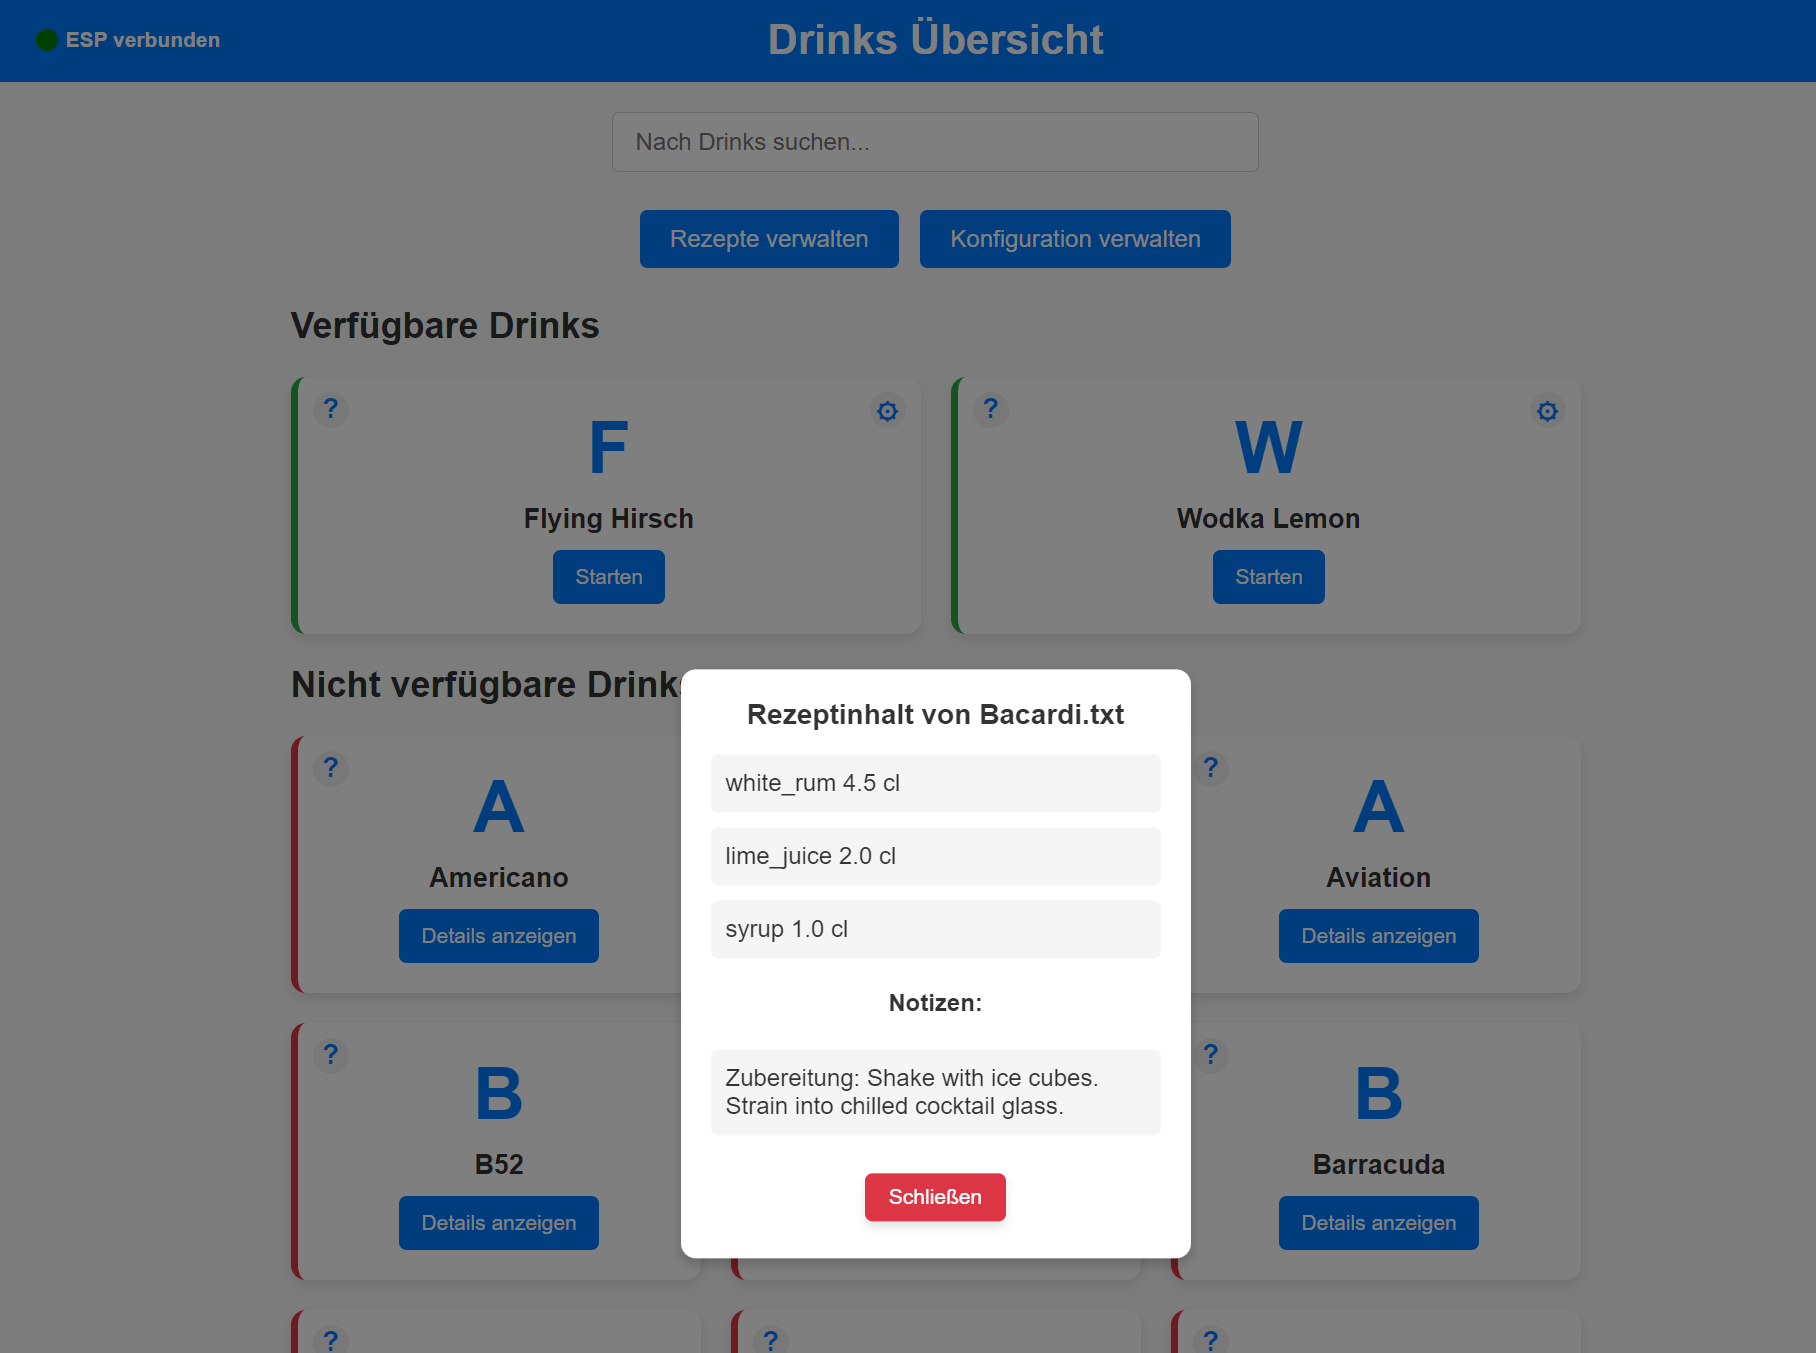 ESP verbunden
Drinks Übersicht
Nach Drinks suchen...
Rezepte verwalten
Konfiguration verwalten
Verfügbare Drinks
?
F
Flying Hirsch
Starten
?
W
Wodka Lemon
Starten
Nicht verfügbare Drinks
?
A
Americano
Details anzeigen
?
A
Aviation
Details anzeigen
?
B
B52
Details anzeigen
?
B
Barracuda
Details anzeigen
?
?
?
Rezeptinhalt von Bacardi.txt
white_rum 4.5 cl
lime_juice 2.0 cl
syrup 1.0 cl
Notizen:
Zubereitung: Shake with ice cubes.
Strain into chilled cocktail glass.
Schließen